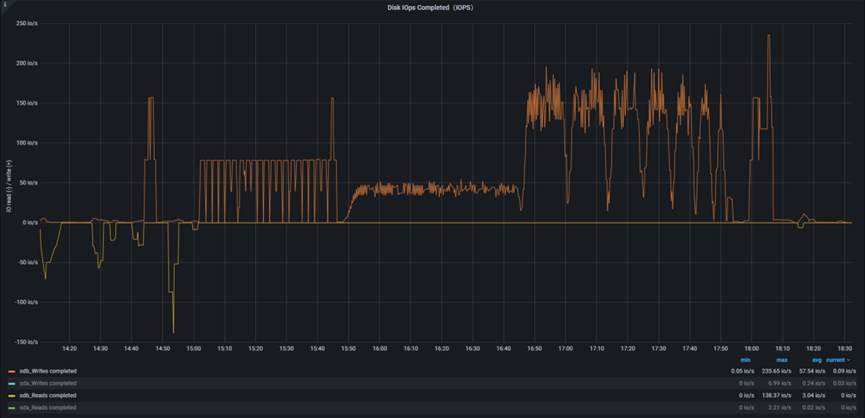 i
Disk IOps Completed（IOPS）
IO read (-) / write (+)
250 io/s
200 io/s
150 io/s
100 io/s
50 io/s
0 io/s
-50 io/s
-100 io/s
-150 io/s
14:20 14:30 14:40 14:50 15:00 15:10 15:20 15:30 15:40 15:50 16:00 16:10 16:20 16:30 16:40 16:50 17:00 17:10 17:20 17:30 17:40 17:50 18:00 18:10 18:20 18:30
min max avg current
sdb_Writes completed 0.05 io/s 235.65 io/s 57.54 io/s 0.09 io/s
sda_Writes completed 0 io/s 6.99 io/s 0.24 io/s 0.03 io/s
sdb_Reads completed 0 io/s 138.37 io/s 3.04 io/s 0 io/s
sda_Reads completed 0 io/s 2.21 io/s 0.02 io/s 0 io/s